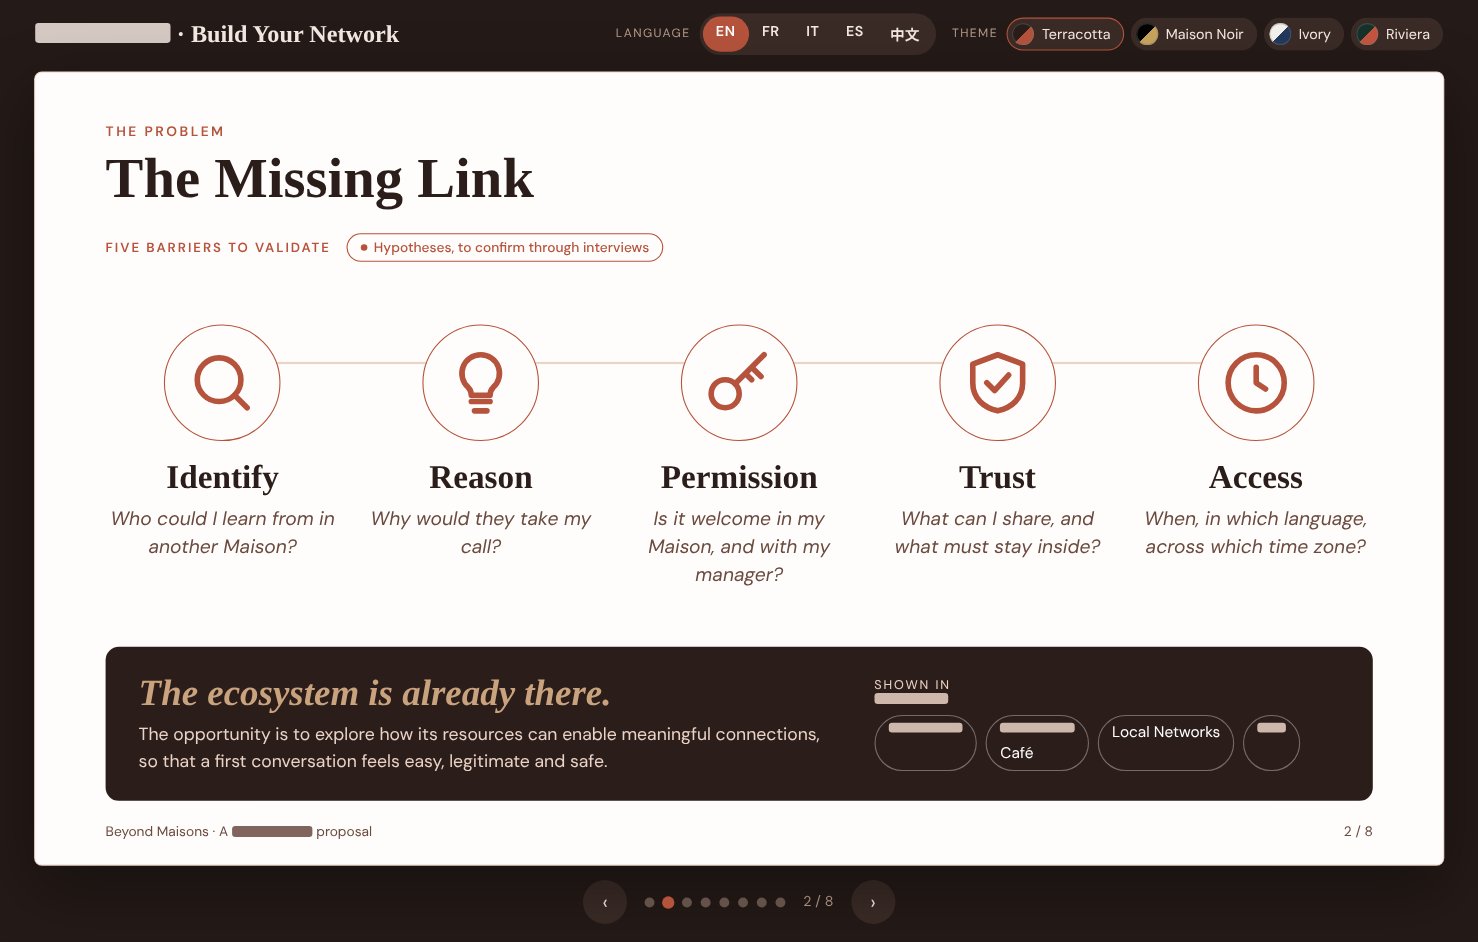 · Build Your Network
LANGUAGE
EN
FR
IT
ES
中文
THEME
Terracotta
Maison Noir
Ivory
Riviera
THE PROBLEM
The Missing Link
FIVE BARRIERS TO VALIDATE
Hypotheses, to confirm through interviews
Identify
Who could I learn from in
another Maison?
Reason
Why would they take my
call?
Permission
Is it welcome in my
Maison, and with my
manager?
Trust
What can I share, and
what must stay inside?
Access
When, in which language,
across which time zone?
The ecosystem is already there.
The opportunity is to explore how its resources can enable meaningful connections,
so that a first conversation feels easy, legitimate and safe.
SHOWN IN
Café
Local Networks
Beyond Maisons · A proposal
2 / 8
‹
2 / 8
›